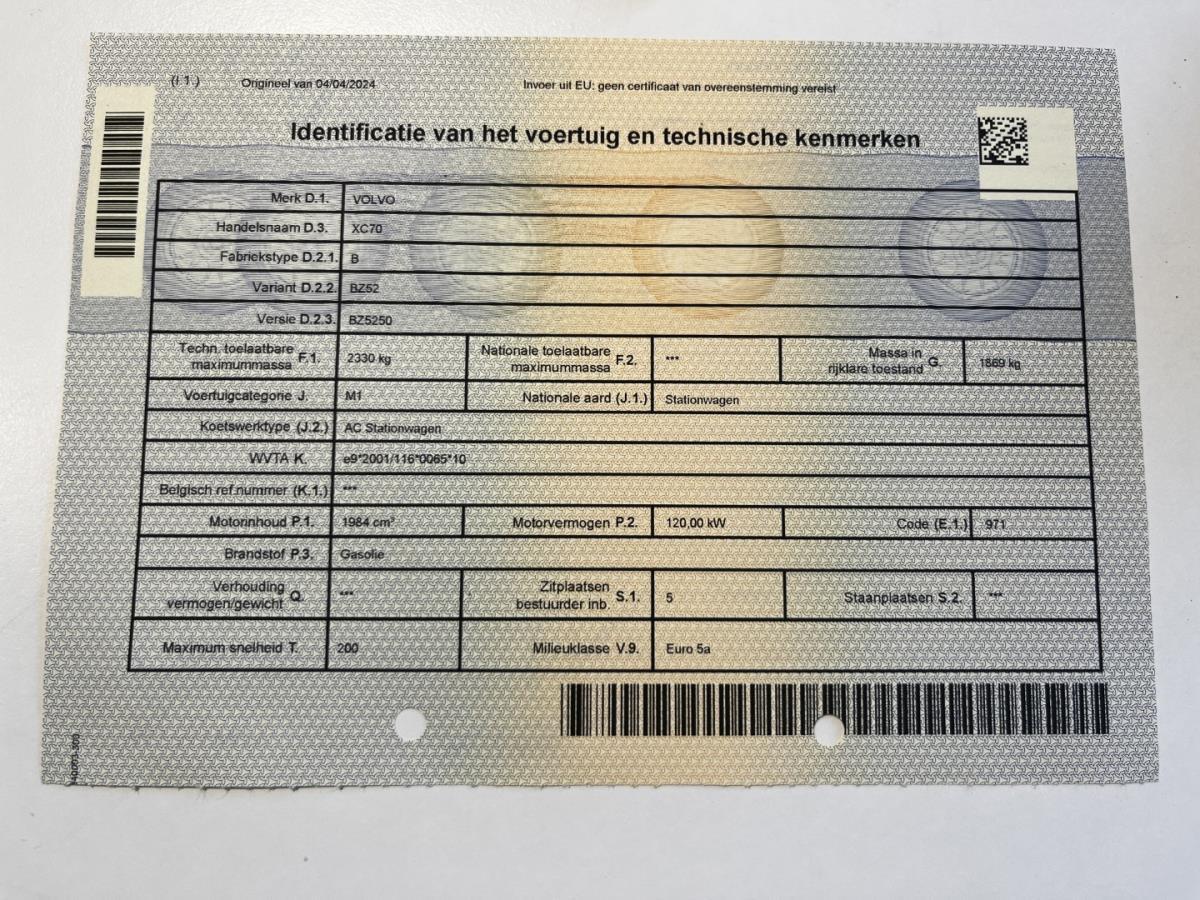 (I 1.) Origineel van 04/04/2024 Invoer uit EU: geen certificaat van overeenstemming vereist
Identificatie van het voertuig en technische kenmerken
Merk D.1. VOLVO
Handelsnaam D.3. XC70
Fabriekstype D.2.1. B
Variant D.2.2. BZ52
Versie D.2.3. BZ5250
Techn. toelaatbare maximummassa F.1. 2330 kg Nationale toelaatbare maximummassa F.2. *** Massa in rijklare toestand G. 1869 kg
Voertuigcategorie J. M1 Nationale aard (J.1.) Stationwagen
Koetswerktype (J.2.) AC Stationwagen
WVTA K. e9*2001/116*0065*10
Belgisch ref.nummer (K.1.) ***
Motorinhoud P.1. 1984 cm³ Motorvermogen P.2. 120,00 kW Code (E.1.) 971
Brandstof P.3. Gasolie
Verhouding vermogen/gewicht Q. *** Zitplaatsen bestuurder inb. S.1. 5 Staanplaatsen S.2. ***
Maximum snelheid T. 200 Milieuklasse V.9. Euro 5a